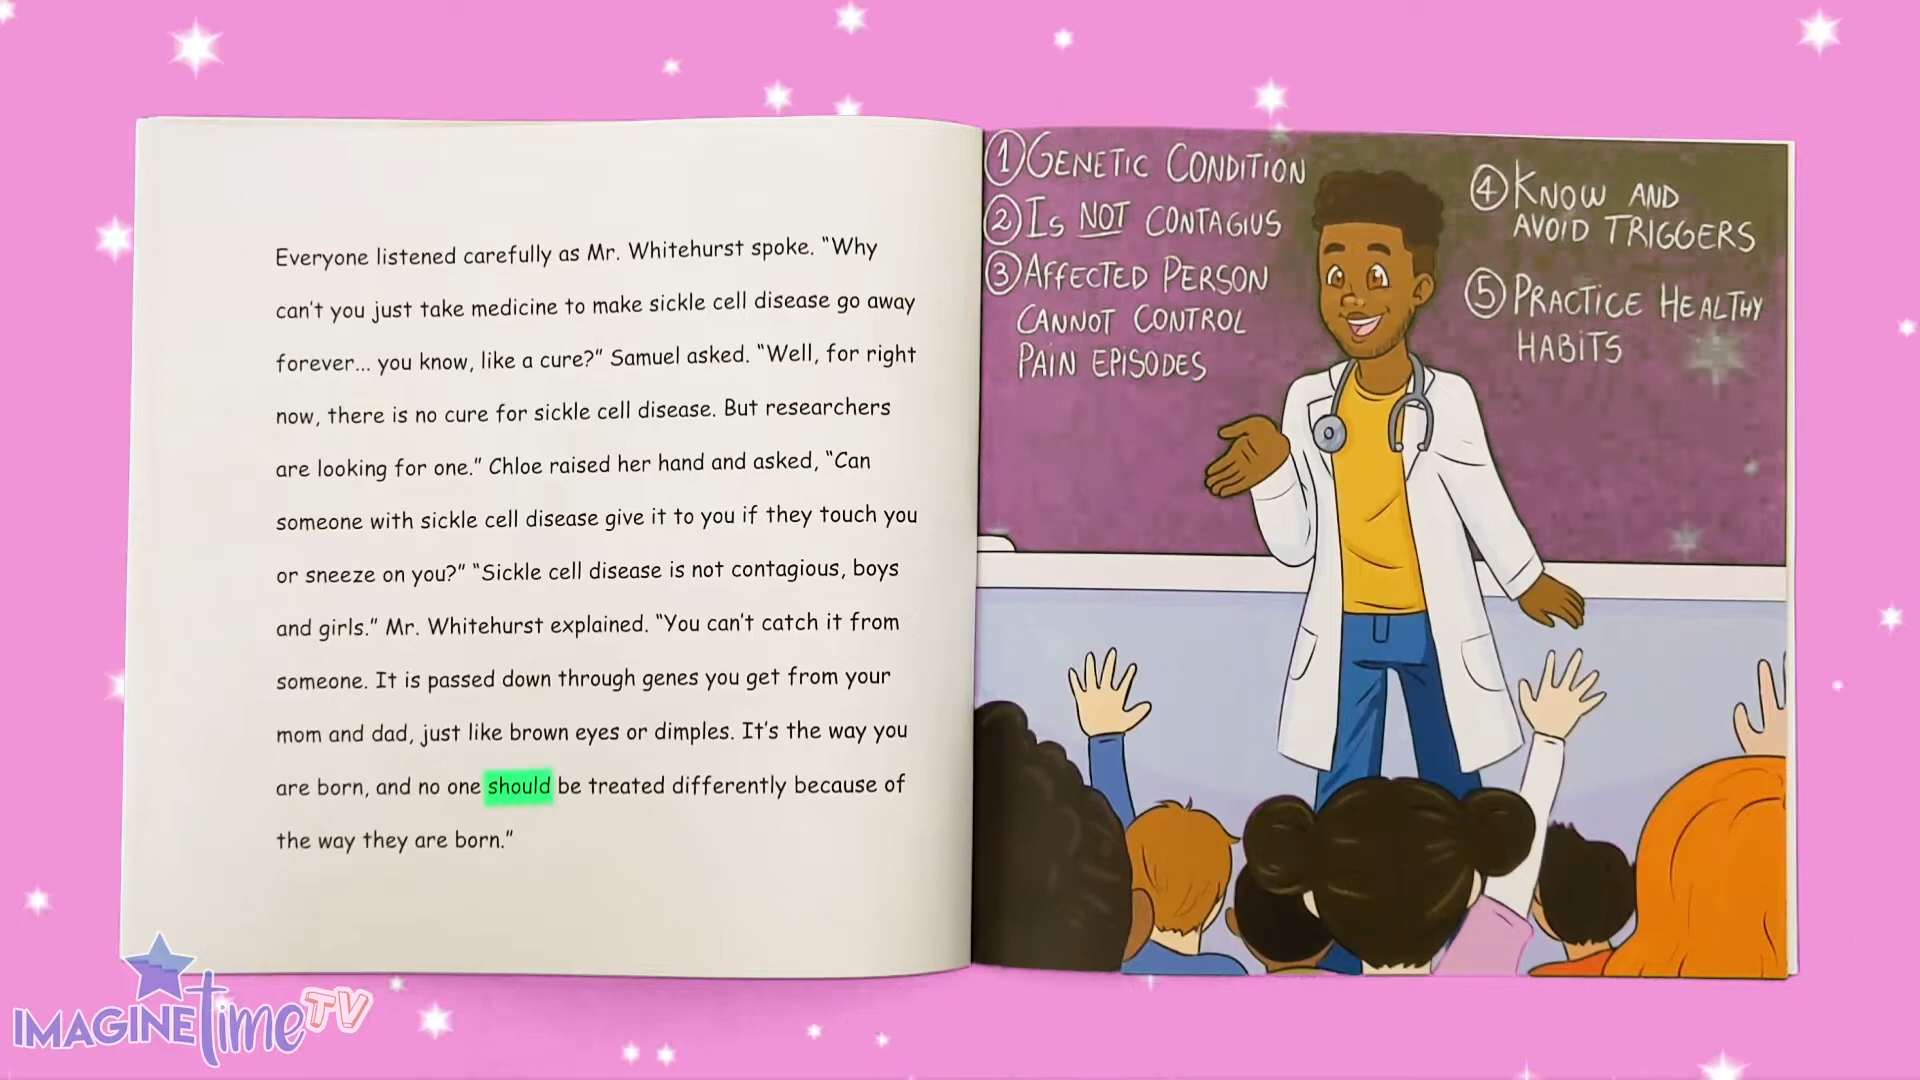 Everyone listened carefully as Mr. Whitehurst spoke. “Why
can’t you just take medicine to make sickle cell disease go away
forever... you know, like a cure?” Samuel asked. “Well, for right
now, there is no cure for sickle cell disease. But researchers
are looking for one.” Chloe raised her hand and asked, “Can
someone with sickle cell disease give it to you if they touch you
or sneeze on you?” “Sickle cell disease is not contagious, boys
and girls.” Mr. Whitehurst explained. “You can’t catch it from
someone. It is passed down through genes you get from your
mom and dad, just like brown eyes or dimples. It’s the way you
are born, and no one should be treated differently because of
the way they are born.”
① GENETIC CONDITION
② IS NOT CONTAGIUS
③ AFFECTED PERSON
CANNOT CONTROL
PAIN EPISODES
④ KNOW AND
AVOID TRIGGERS
⑤ PRACTICE HEALTHY
HABITS
IMAGINEtimeTV